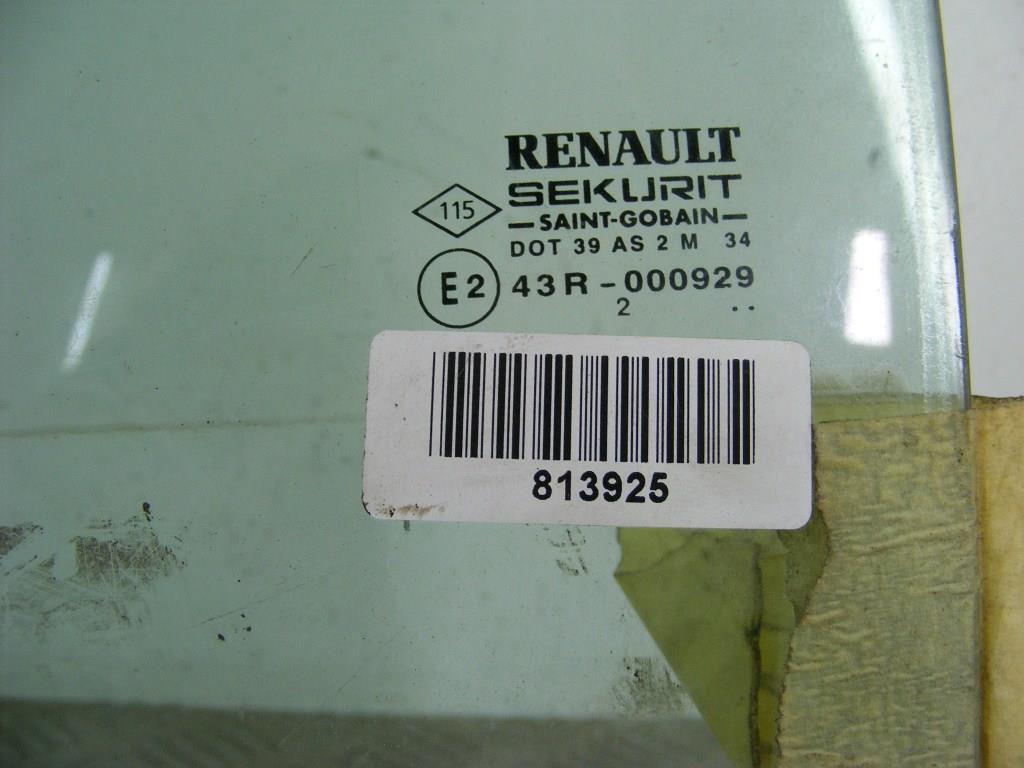 RENAULT
SEKURIT
115
SAINT-GOBAIN
DOT 39 AS 2 M 34
E2 43R-000929
2 ..
813925